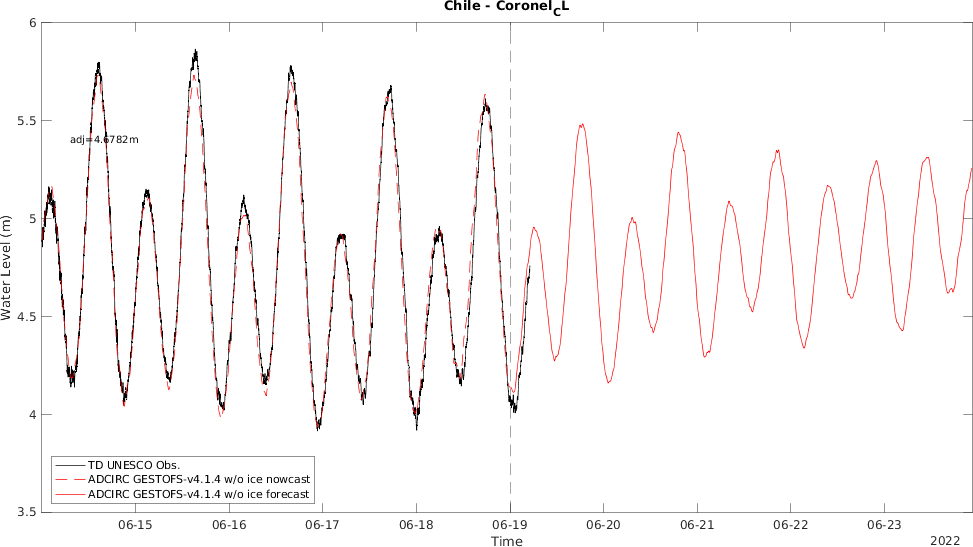 Chile - Coronel_CL
6
5.5
5
4.5
4
3.5
Water Level (m)
adj=4.6782m
TD UNESCO Obs.
ADCIRC GESTOFS-v4.1.4 w/o ice nowcast
ADCIRC GESTOFS-v4.1.4 w/o ice forecast
06-15 06-16 06-17 06-18 06-19 06-20 06-21 06-22 06-23
Time
2022